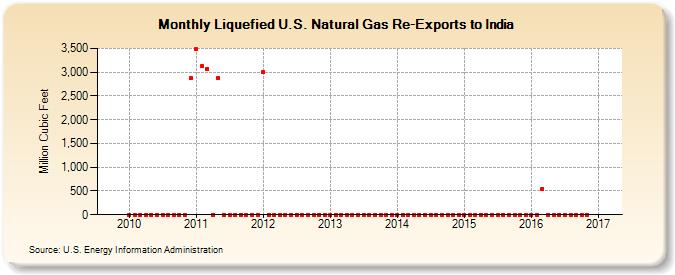 Monthly Liquefied U.S. Natural Gas Re-Exports to India
Million Cubic Feet
3,500
3,000
2,500
2,000
1,500
1,000
500
0
2010 2011 2012 2013 2014 2015 2016 2017
Source: U.S. Energy Information Administration